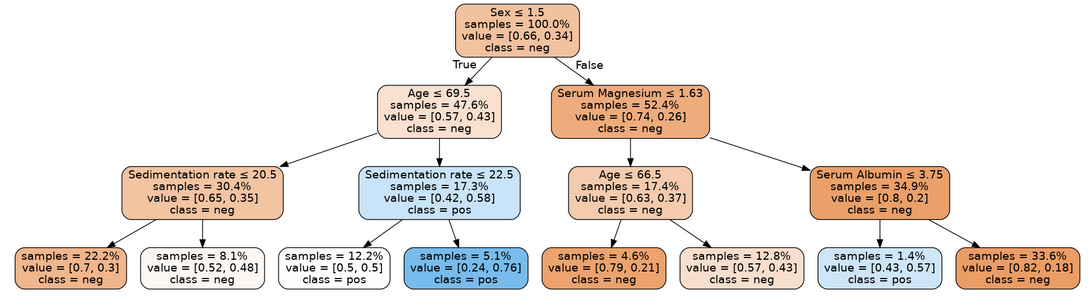 Sex ≤ 1.5
samples = 100.0%
value = [0.66, 0.34]
class = neg
True
False
Age ≤ 69.5
samples = 47.6%
value = [0.57, 0.43]
class = neg
Serum Magnesium ≤ 1.63
samples = 52.4%
value = [0.74, 0.26]
class = neg
Sedimentation rate ≤ 20.5
samples = 30.4%
value = [0.65, 0.35]
class = neg
Sedimentation rate ≤ 22.5
samples = 17.3%
value = [0.42, 0.58]
class = pos
Age ≤ 66.5
samples = 17.4%
value = [0.63, 0.37]
class = neg
Serum Albumin ≤ 3.75
samples = 34.9%
value = [0.8, 0.2]
class = neg
samples = 22.2%
value = [0.7, 0.3]
class = neg
samples = 8.1%
value = [0.52, 0.48]
class = neg
samples = 12.2%
value = [0.5, 0.5]
class = pos
samples = 5.1%
value = [0.24, 0.76]
class = pos
samples = 4.6%
value = [0.79, 0.21]
class = neg
samples = 12.8%
value = [0.57, 0.43]
class = neg
samples = 1.4%
value = [0.43, 0.57]
class = pos
samples = 33.6%
value = [0.82, 0.18]
class = neg